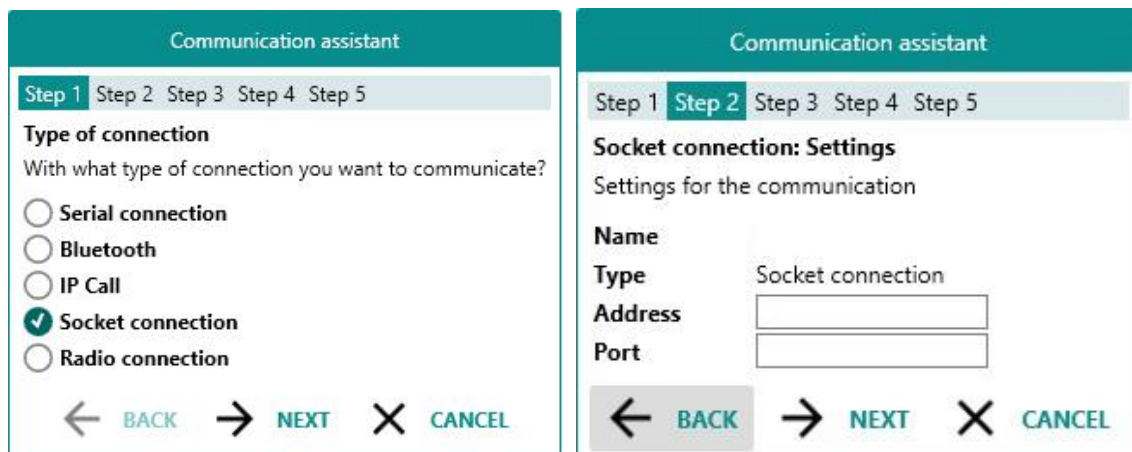 Communication assistant
Step 1 Step 2 Step 3 Step 4 Step 5
Type of connection
With what type of connection you want to communicate?
Serial connection
Bluetooth
IP Call
Socket connection
Radio connection
BACK NEXT CANCEL
Communication assistant
Step 1 Step 2 Step 3 Step 4 Step 5
Socket connection: Settings
Settings for the communication
Name
Type Socket connection
Address
Port
BACK NEXT CANCEL